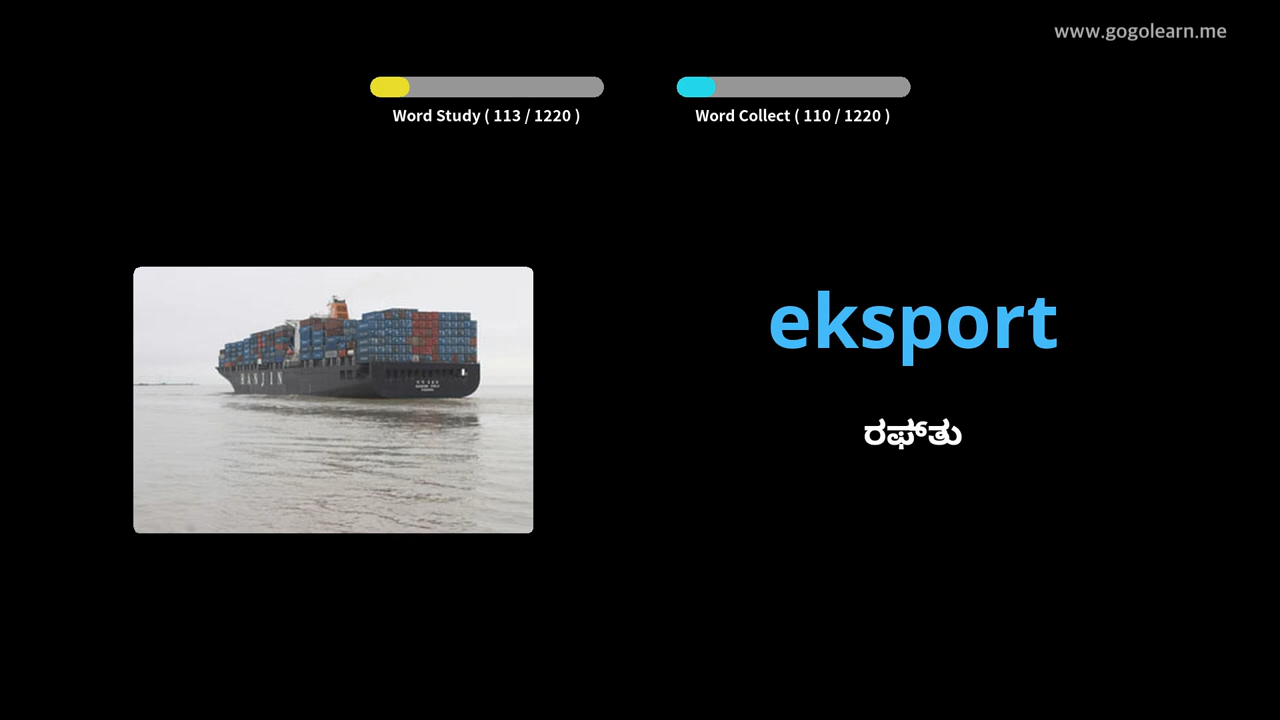 www.gogolearn.me
Word Study ( 113 / 1220 )
Word Collect ( 110 / 1220 )
HANJIN
eksport
ರಫ್ತು